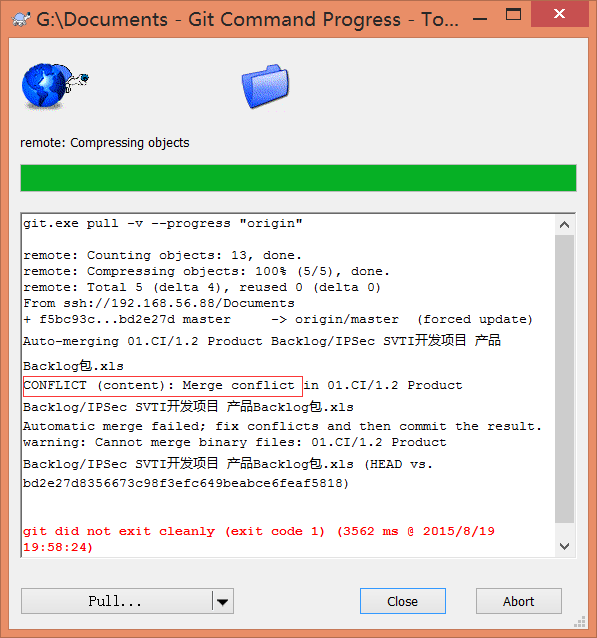 G:\Documents - Git Command Progress - To...
remote: Compressing objects
git.exe pull -v --progress "origin"
remote: Counting objects: 13, done.
remote: Compressing objects: 100% (5/5), done.
remote: Total 5 (delta 4), reused 0 (delta 0)
From ssh://192.168.56.88/Documents
+ f5bc93c...bd2e27d master     -> origin/master  (forced update)
Auto-merging 01.CI/1.2 Product Backlog/IPSec SVTI开发项目 产品
Backlog包.xls
CONFLICT (content): Merge conflict in 01.CI/1.2 Product
Backlog/IPSec SVTI开发项目 产品Backlog包.xls
Automatic merge failed; fix conflicts and then commit the result.
warning: Cannot merge binary files: 01.CI/1.2 Product
Backlog/IPSec SVTI开发项目 产品Backlog包.xls (HEAD vs.
bd2e27d8356673c98f3efc649beabce6feaf5818)
git did not exit cleanly (exit code 1) (3562 ms @ 2015/8/19
19:58:24)
Pull...
Close
Abort